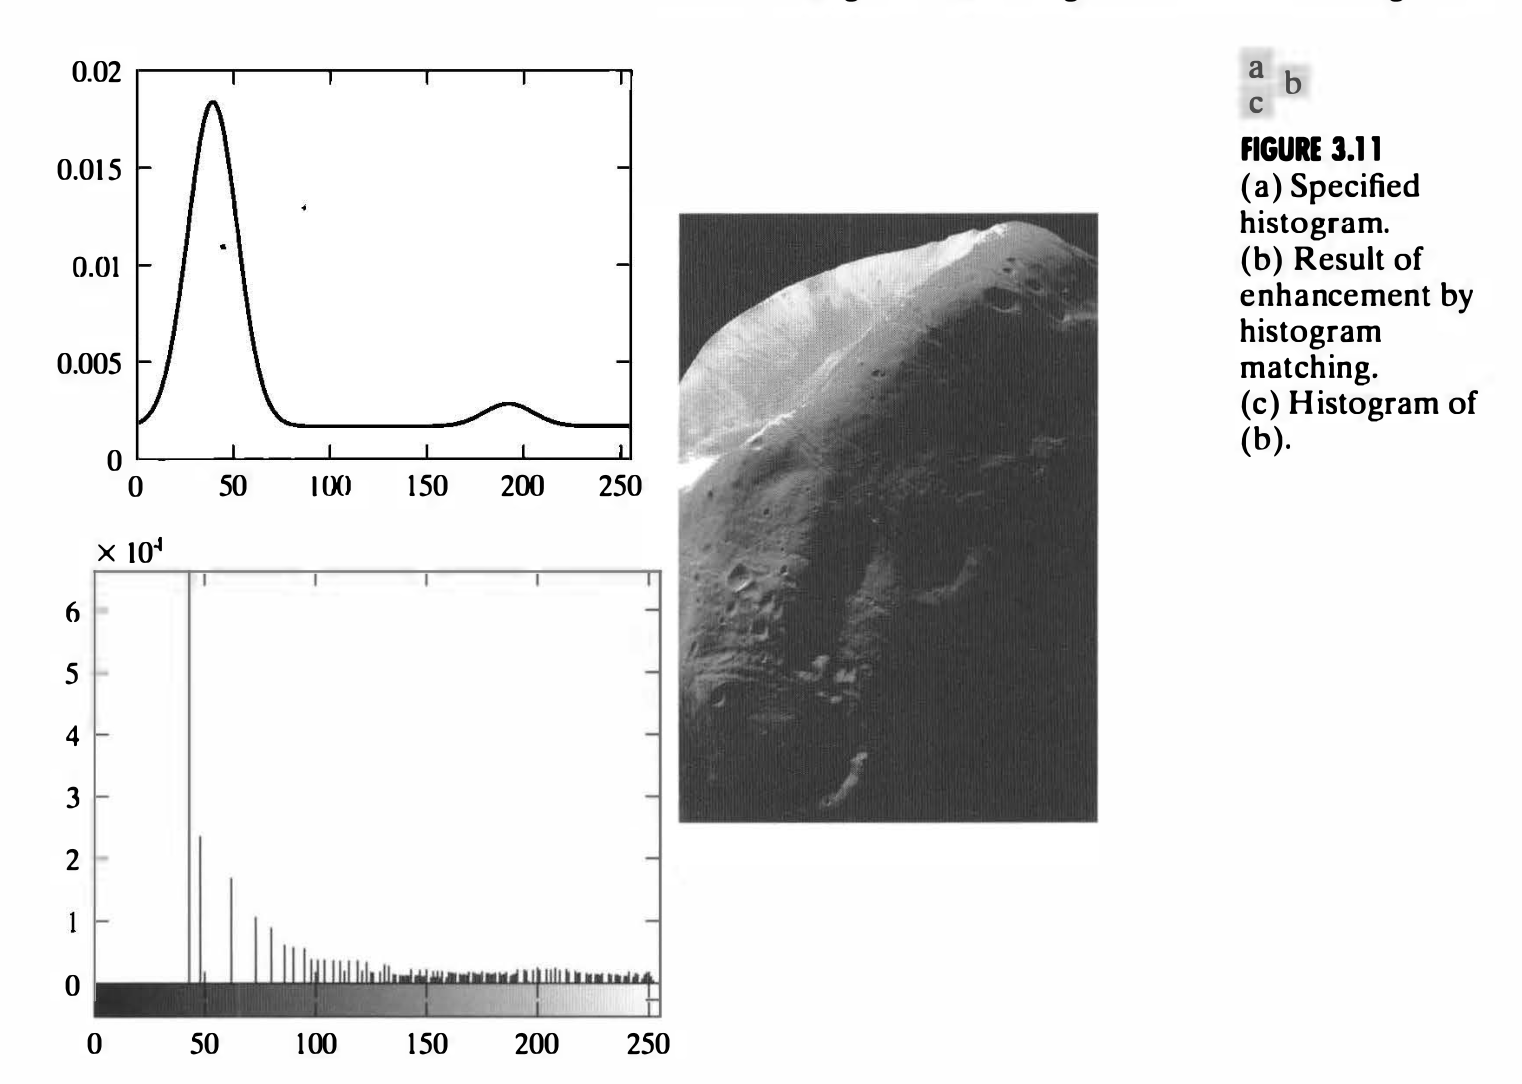 0.02
0.015
0.01
0.005
0
0 50 100 150 200 250
× 10⁴
6
5
4
3
2
1
0
0 50 100 150 200 250
a
b
c
FIGURE 3.11
(a) Specified
histogram.
(b) Result of
enhancement by
histogram
matching.
(c) Histogram of
(b).